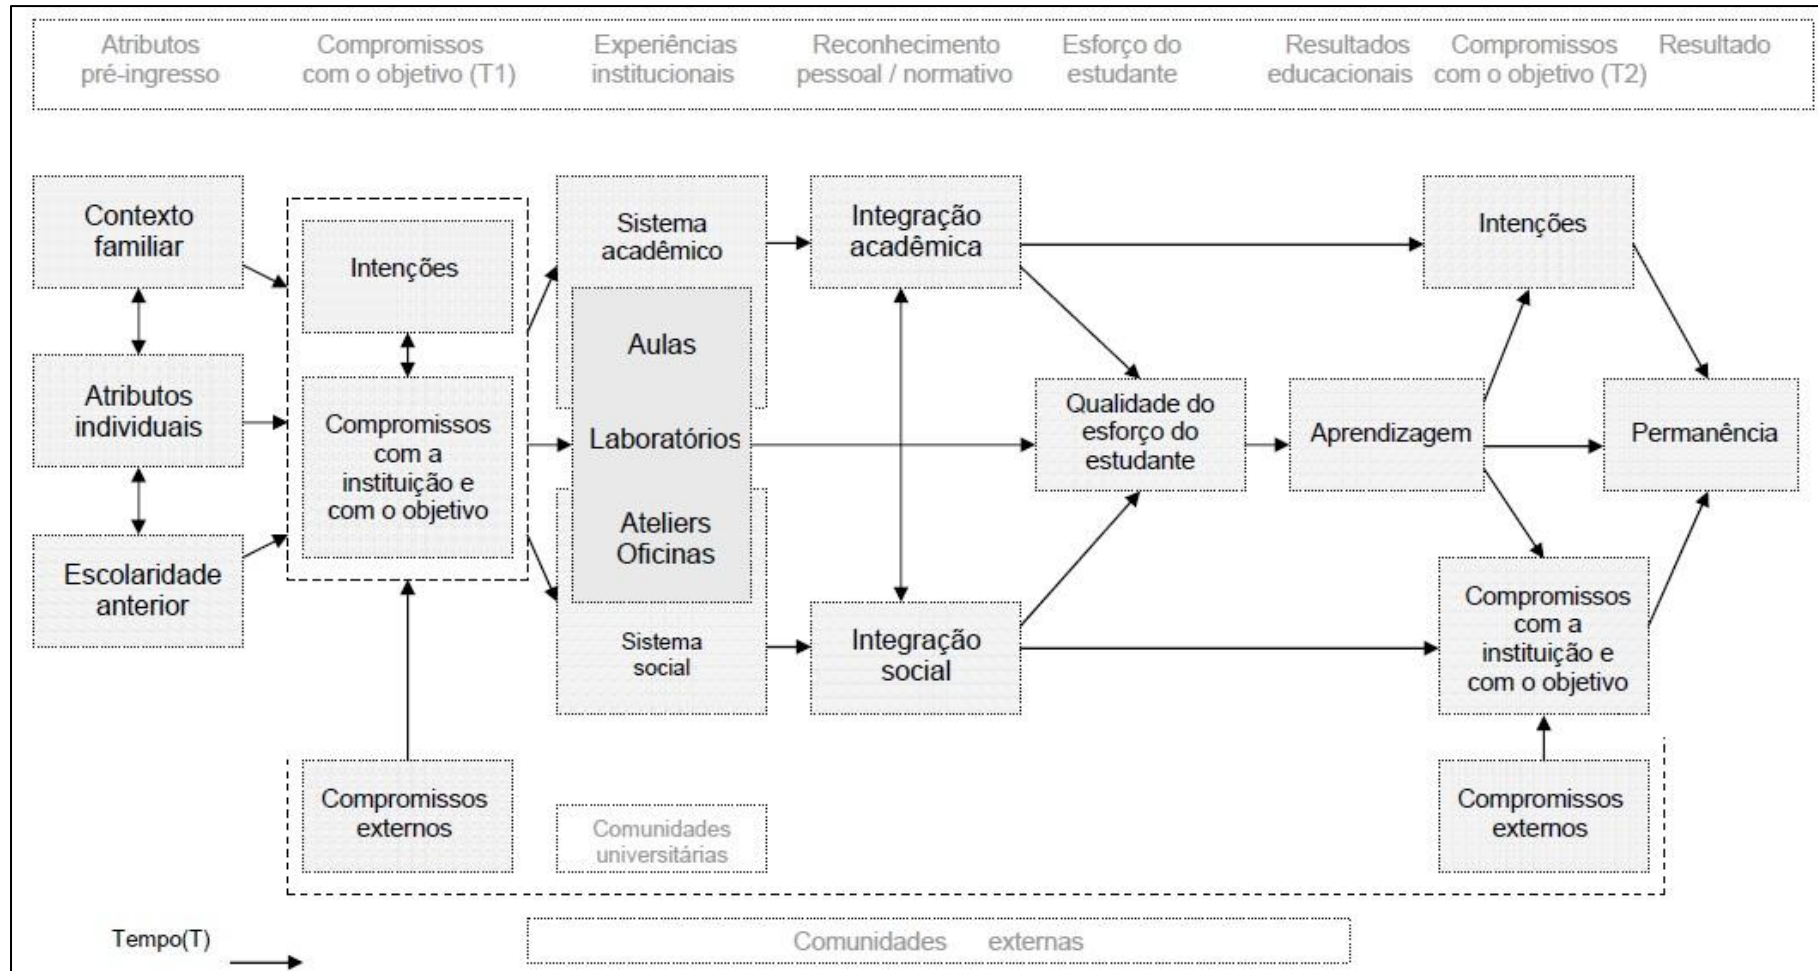 Atributos
pré-ingresso
Compromissos
com o objetivo (T1)
Experiências
institucionais
Reconhecimento
pessoal / normativo
Esforço do
estudante
Resultados
educacionais
Compromissos
com o objetivo (T2)
Resultado
Contexto
familiar
Atributos
individuais
Escolaridade
anterior
Intenções
Compromissos
com a
instituição e
com o objetivo
Compromissos
externos
Sistema
acadêmico
Aulas
Laboratórios
Ateliers
Oficinas
Sistema
social
Comunidades
universitárias
Integração
acadêmica
Integração
social
Qualidade do
esforço do
estudante
Aprendizagem
Intenções
Compromissos
com a
instituição e
com o objetivo
Compromissos
externos
Permanência
Tempo(T)
Comunidades externas